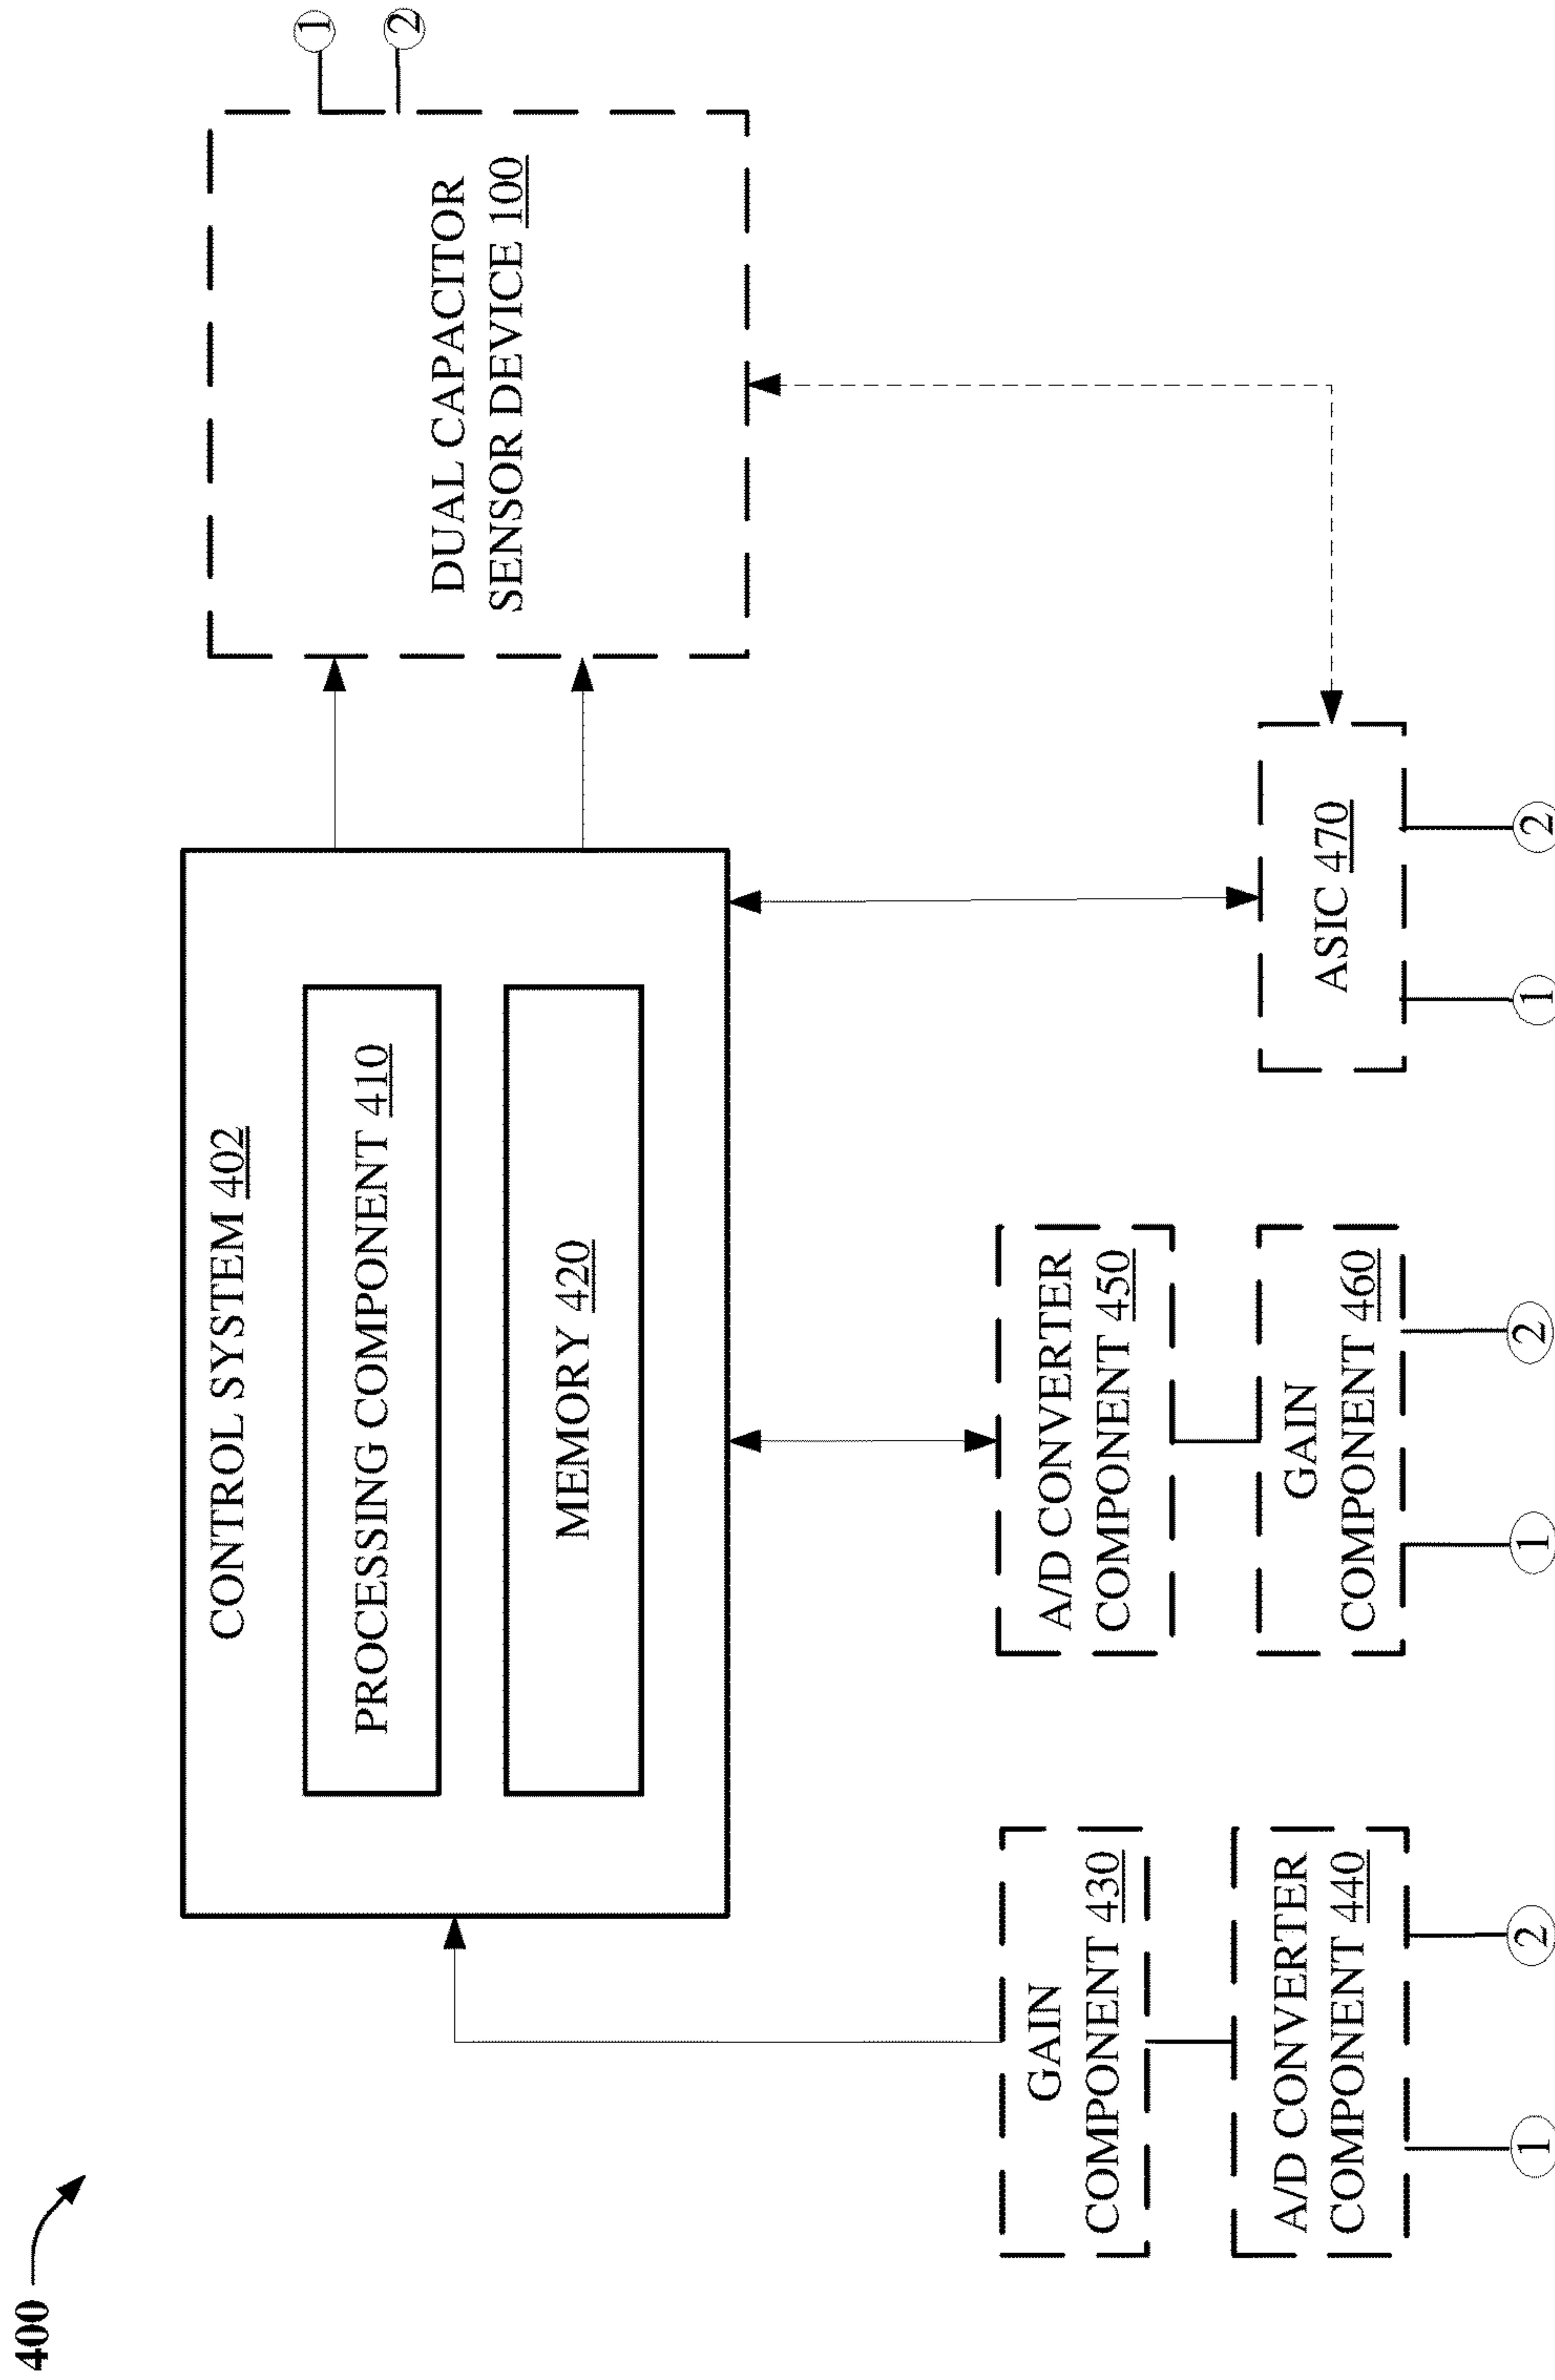 400
CONTROL SYSTEM 402
PROCESSING COMPONENT 410
MEMORY 420
DUAL CAPACITOR
SENSOR DEVICE 100
1
2
GAIN
COMPONENT 430
A/D CONVERTER
COMPONENT 440
1
2
A/D CONVERTER
COMPONENT 450
GAIN
COMPONENT 460
1
2
ASIC 470
1
2